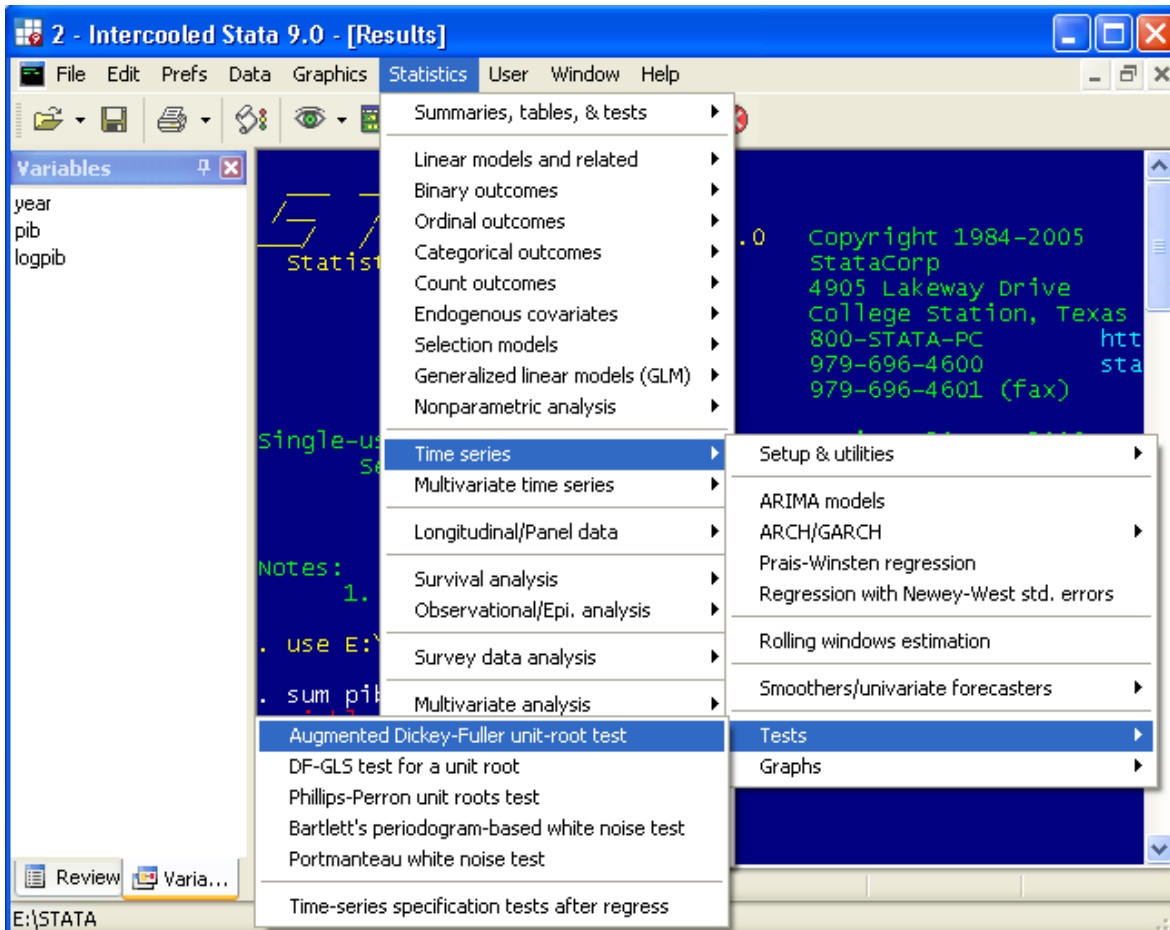 2 - Intercooled Stata 9.0 - [Results]
File Edit Prefs Data Graphics Statistics User Window Help
Variables
year
pib
logpib
Statist
.0 Copyright 1984-2005
StataCorp
4905 Lakeway Drive
College Station, Texas
800-STATA-PC htt
979-696-4600 sta
979-696-4601 (fax)
Single-us
Se
Notes:
1.
. use E:\
. sum pib
Summaries, tables, & tests
Linear models and related
Binary outcomes
Ordinal outcomes
Categorical outcomes
Count outcomes
Endogenous covariates
Selection models
Generalized linear models (GLM)
Nonparametric analysis
Time series
Multivariate time series
Longitudinal/Panel data
Survival analysis
Observational/Epi. analysis
Survey data analysis
Multivariate analysis
Setup & utilities
ARIMA models
ARCH/GARCH
Prais-Winsten regression
Regression with Newey-West std. errors
Rolling windows estimation
Smoothers/univariate forecasters
Tests
Graphs
Augmented Dickey-Fuller unit-root test
DF-GLS test for a unit root
Phillips-Perron unit roots test
Bartlett's periodogram-based white noise test
Portmanteau white noise test
Time-series specification tests after regress
Review Varia...
E:\STATA